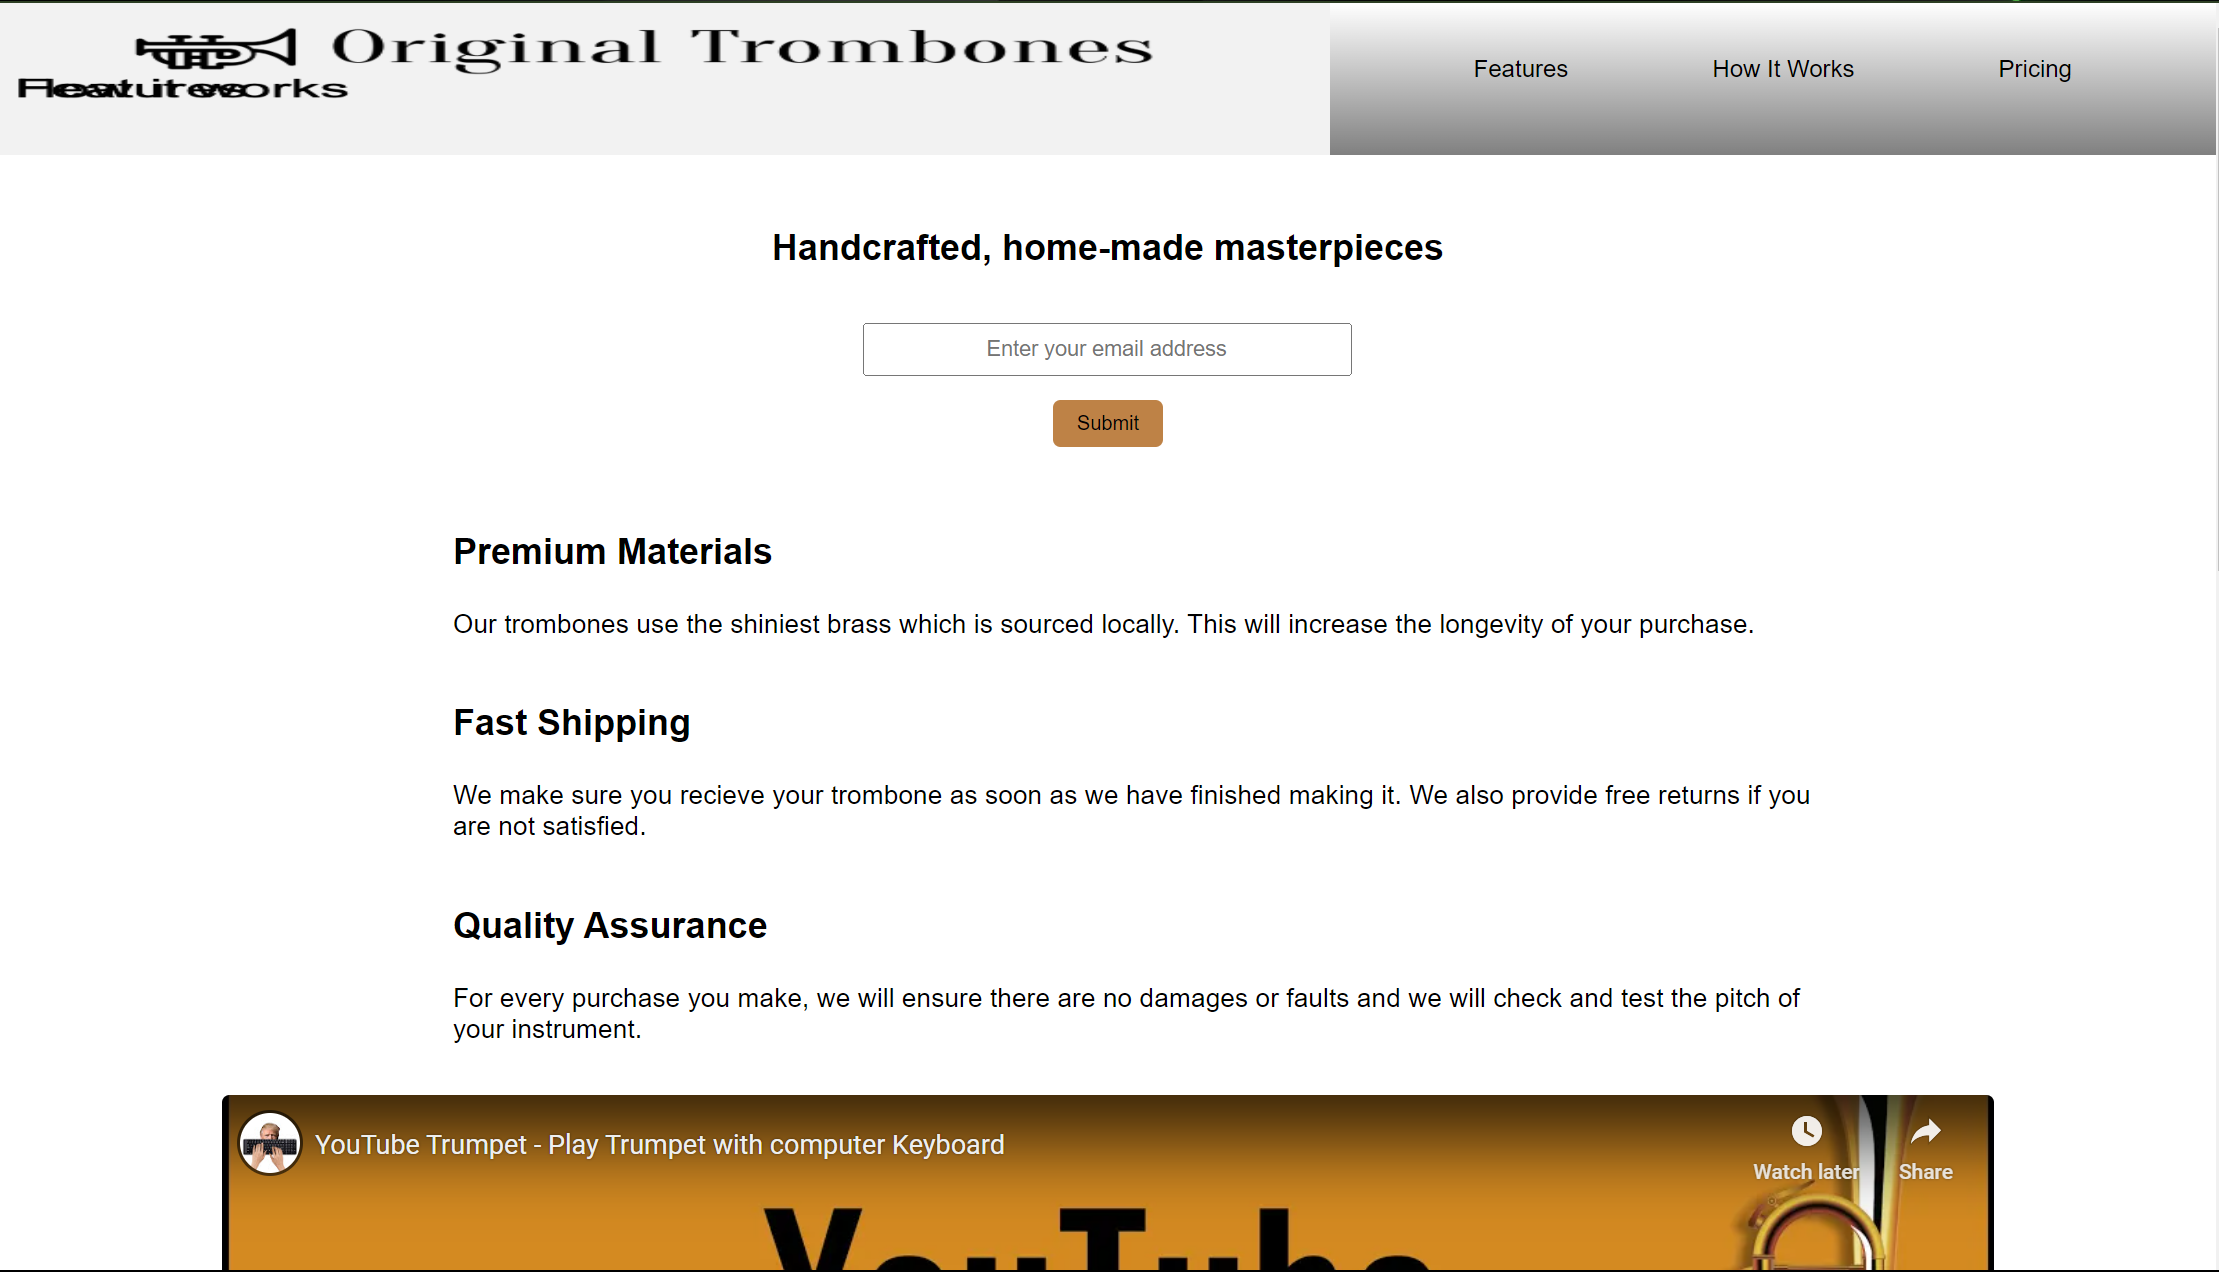 Original Trombones
Features
How it works
Features
How It Works
Pricing
Handcrafted, home-made masterpieces
Enter your email address
Submit
Premium Materials
Our trombones use the shiniest brass which is sourced locally. This will increase the longevity of your purchase.
Fast Shipping
We make sure you recieve your trombone as soon as we have finished making it. We also provide free returns if you
are not satisfied.
Quality Assurance
For every purchase you make, we will ensure there are no damages or faults and we will check and test the pitch of
your instrument.
YouTube Trumpet - Play Trumpet with computer Keyboard
Watch later
Share
YouTube